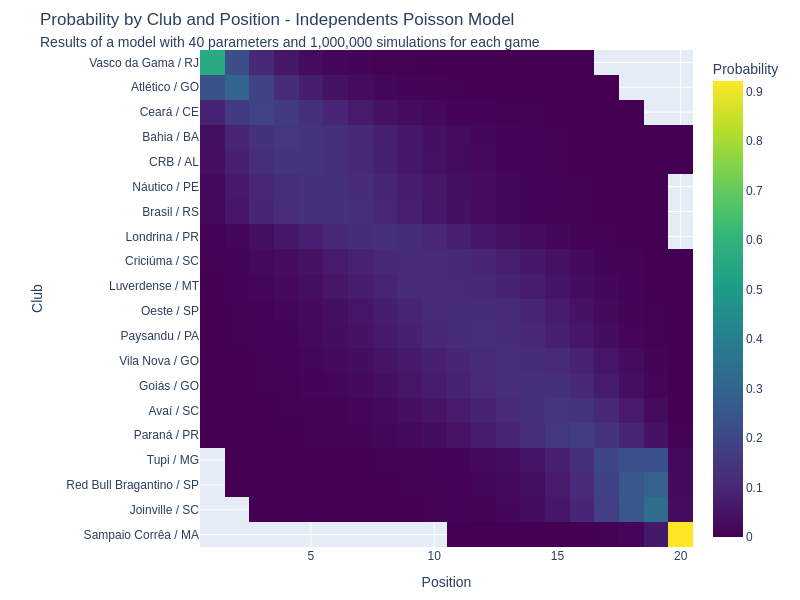 Probability by Club and Position - Independents Poisson Model
Results of a model with 40 parameters and 1,000,000 simulations for each game
Probability
Vasco da Gama / RJ
Atlético / GO
Ceará / CE
Bahia / BA
CRB / AL
Náutico / PE
Brasil / RS
Londrina / PR
Criciúma / SC
Luverdense / MT
Oeste / SP
Paysandu / PA
Vila Nova / GO
Goiás / GO
Avaí / SC
Paraná / PR
Tupi / MG
Red Bull Bragantino / SP
Joinville / SC
Sampaio Corrêa / MA
Club
5
10
15
20
Position
0.9
0.8
0.7
0.6
0.5
0.4
0.3
0.2
0.1
0